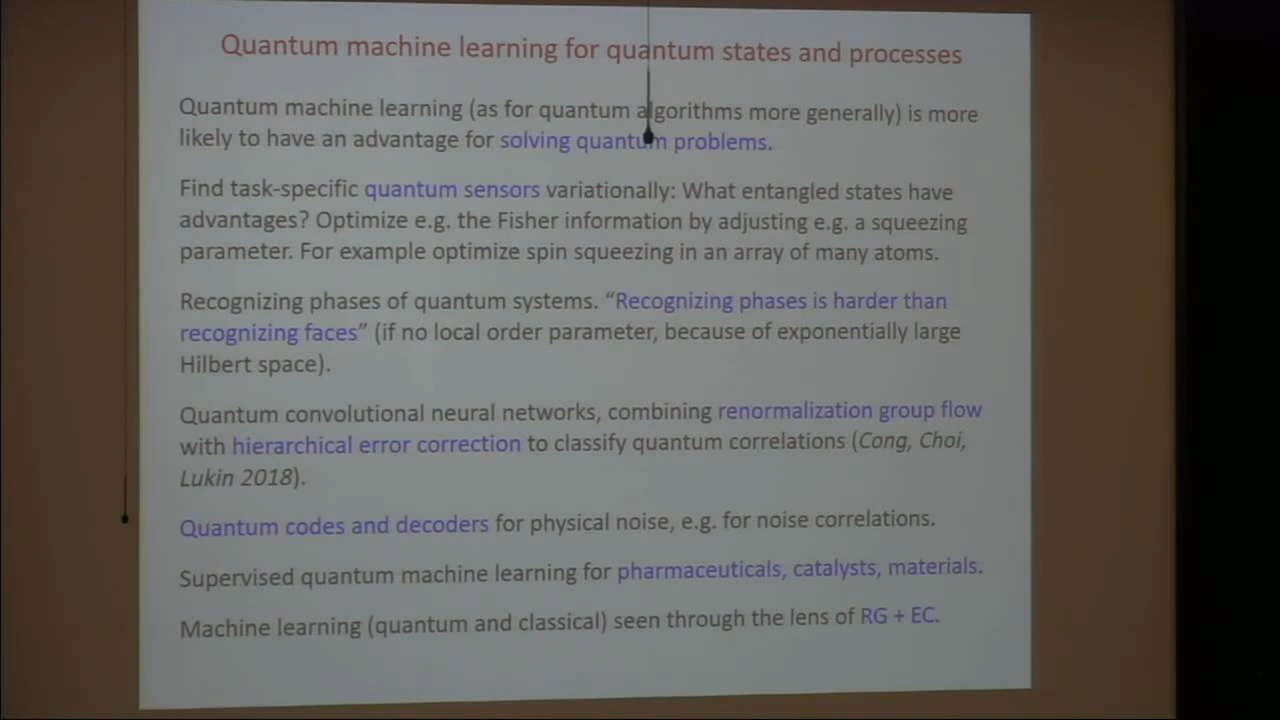 Quantum machine learning for quantum states and processes
Quantum machine learning (as for quantum algorithms more generally) is more
likely to have an advantage for solving quantum problems.
Find task-specific quantum sensors variationally: What entangled states have
advantages? Optimize e.g. the Fisher information by adjusting e.g. a squeezing
parameter. For example optimize spin squeezing in an array of many atoms.
Recognizing phases of quantum systems. “Recognizing phases is harder than
recognizing faces” (if no local order parameter, because of exponentially large
Hilbert space).
Quantum convolutional neural networks, combining renormalization group flow
with hierarchical error correction to classify quantum correlations (Cong, Choi,
Lukin 2018).
Quantum codes and decoders for physical noise, e.g. for noise correlations.
Supervised quantum machine learning for pharmaceuticals, catalysts, materials.
Machine learning (quantum and classical) seen through the lens of RG + EC.